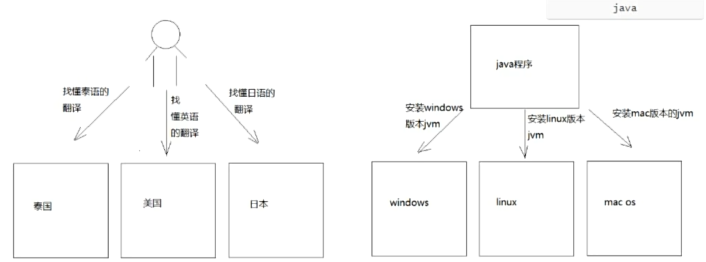 java
java程序
找懂泰语的
翻译
找
懂英语
的翻译
找懂日语的
翻译
安装windows
版本jvm
安装linux版本
jvm
安装mac版本的jvm
泰国
美国
日本
windows
linux
mac os